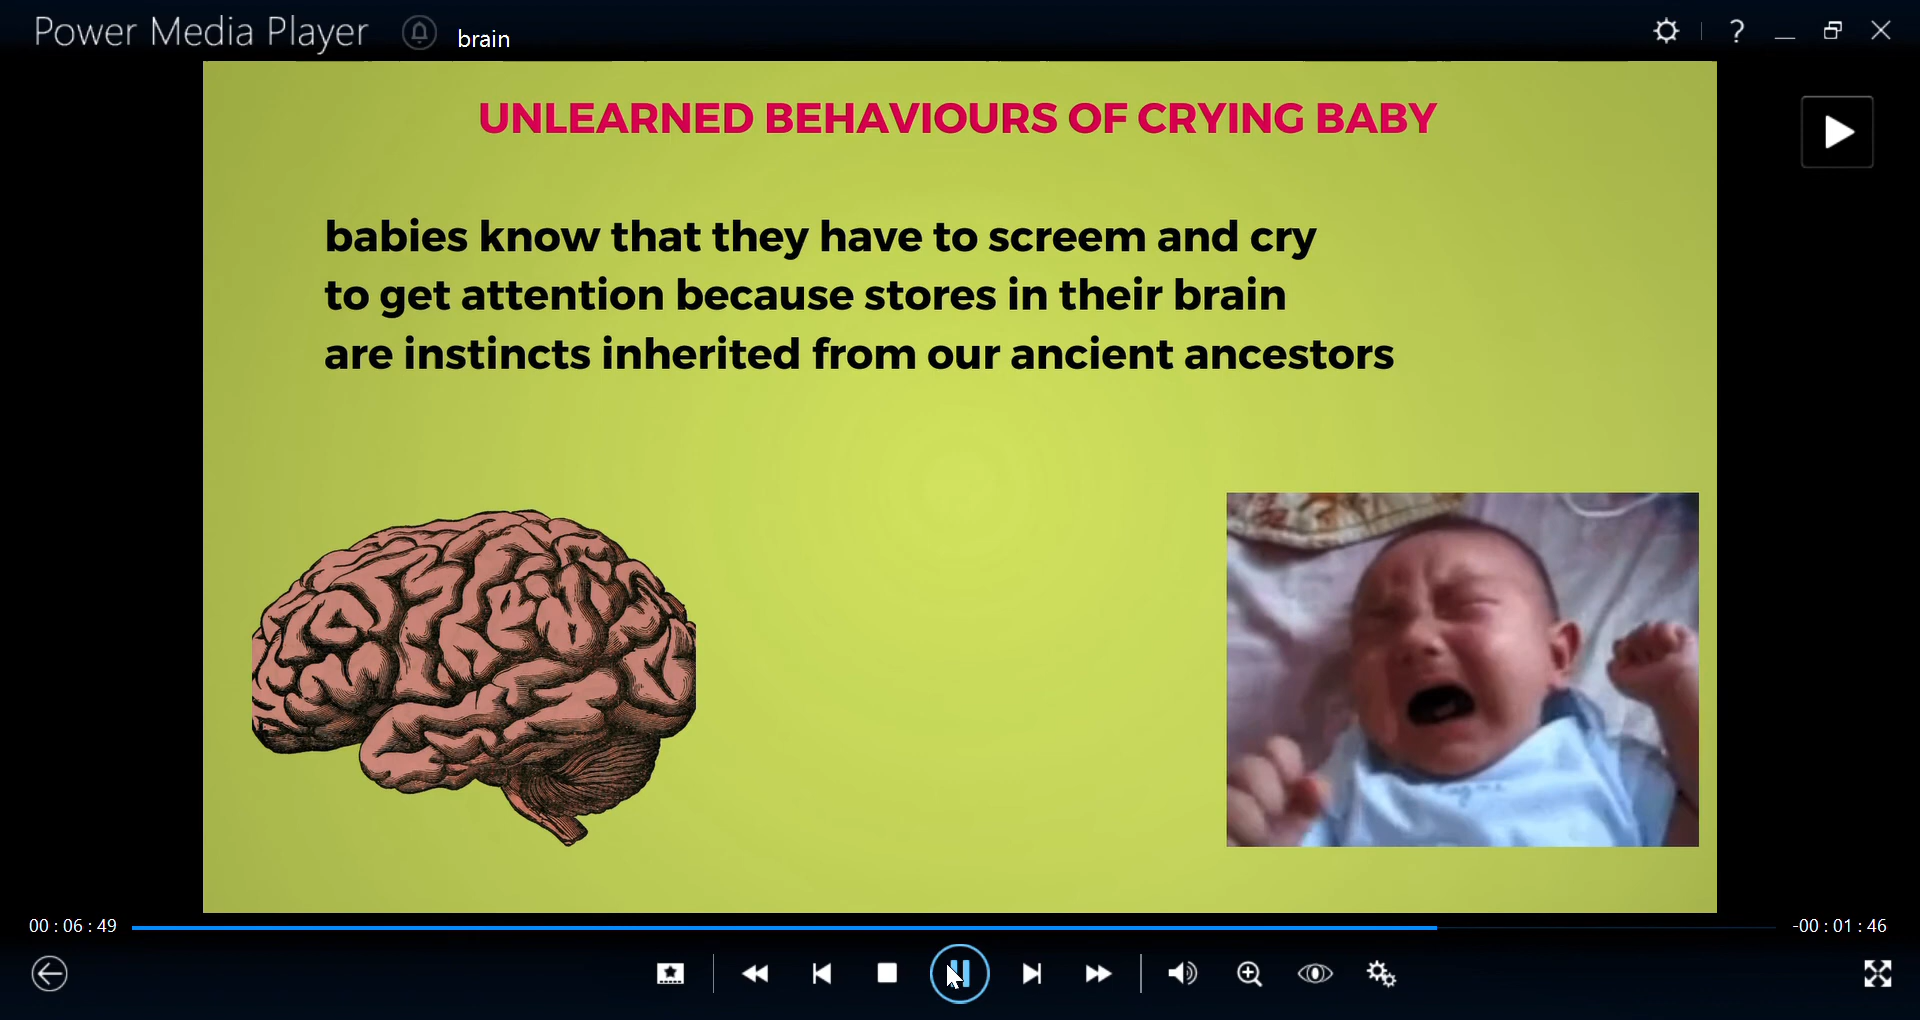 Power Media Player
brain
?
UNLEARNED BEHAVIOURS OF CRYING BABY
babies know that they have to screem and cry
to get attention because stores in their brain
are instincts inherited from our ancient ancestors
00 : 06 : 49
-00 : 01 : 46